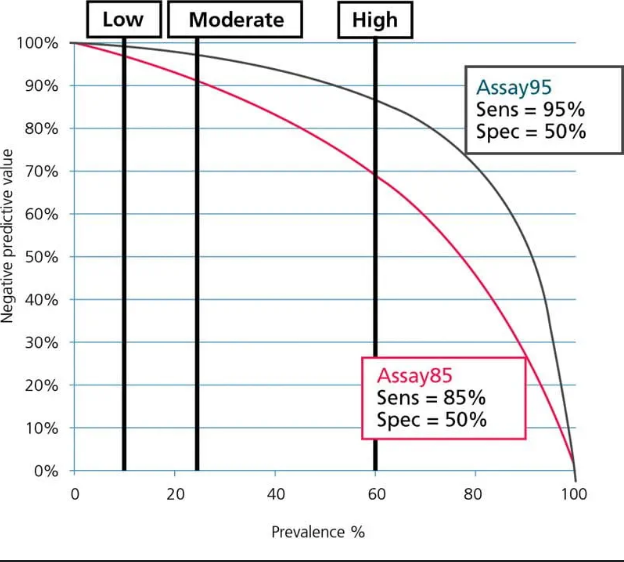 Low Moderate High
100%
90%
80%
70%
60%
50%
40%
30%
20%
10%
0%
Negative predictive value
Assay95
Sens = 95%
Spec = 50%
Assay85
Sens = 85%
Spec = 50%
0 20 40 60 80 100
Prevalence %